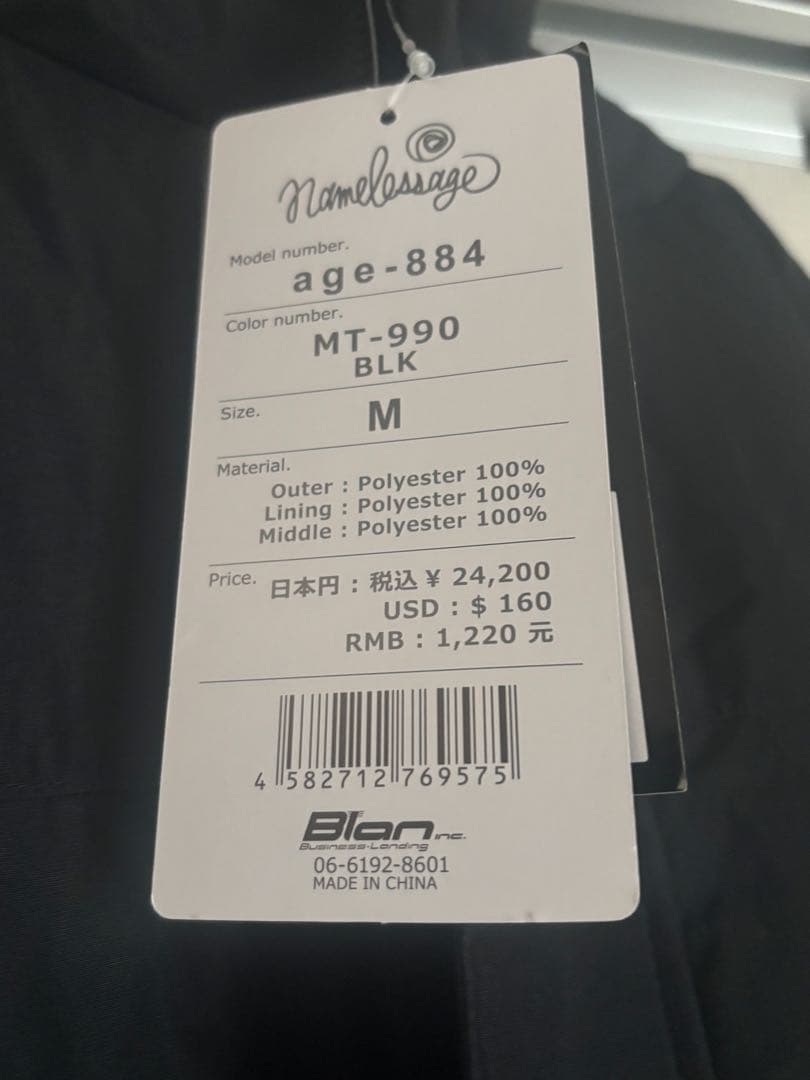 namelessage
Model number.
age-884
Color number.
MT-990
BLK
Size.
M
Material.
Outer : Polyester 100%
Lining : Polyester 100%
Middle : Polyester 100%
Price.
日本円 : 税込 ¥ 24,200
USD : $ 160
RMB : 1,220 元
4 582712 769575
Blan inc.
Business-Landing
06-6192-8601
MADE IN CHINA